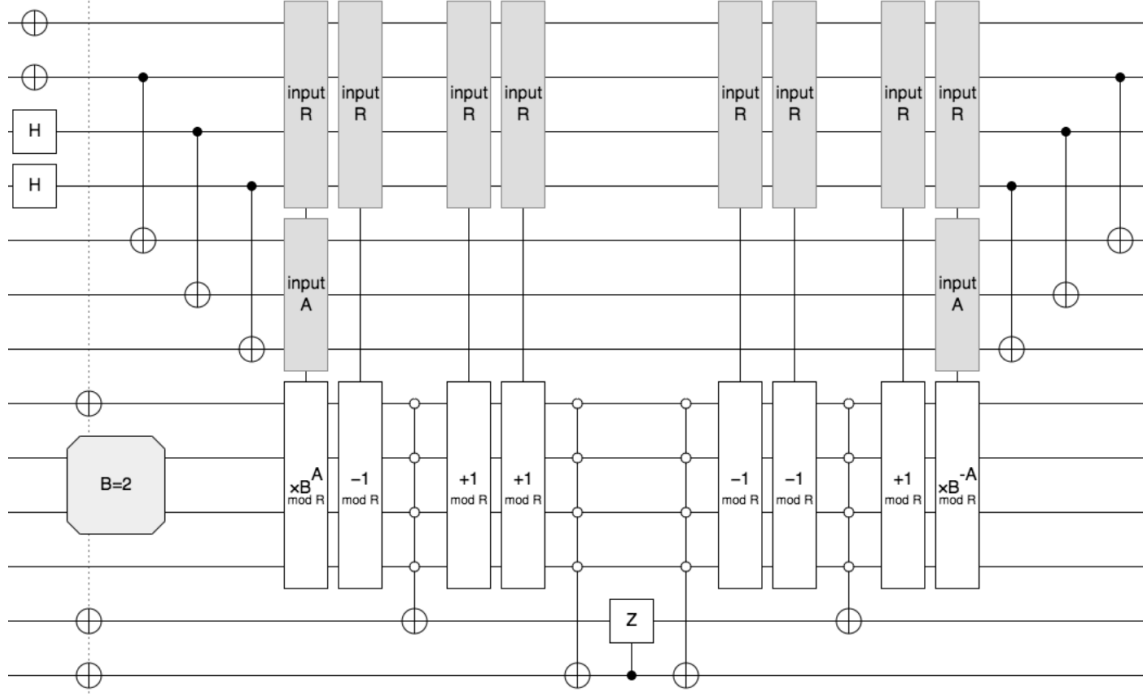 input
R
input
R
input
R
input
R
input
R
input
R
input
R
input
R
H
H
input
A
input
A
B=2
×B^A
mod R
−1
mod R
+1
mod R
+1
mod R
−1
mod R
−1
mod R
+1
mod R
×B^-A
mod R
Z